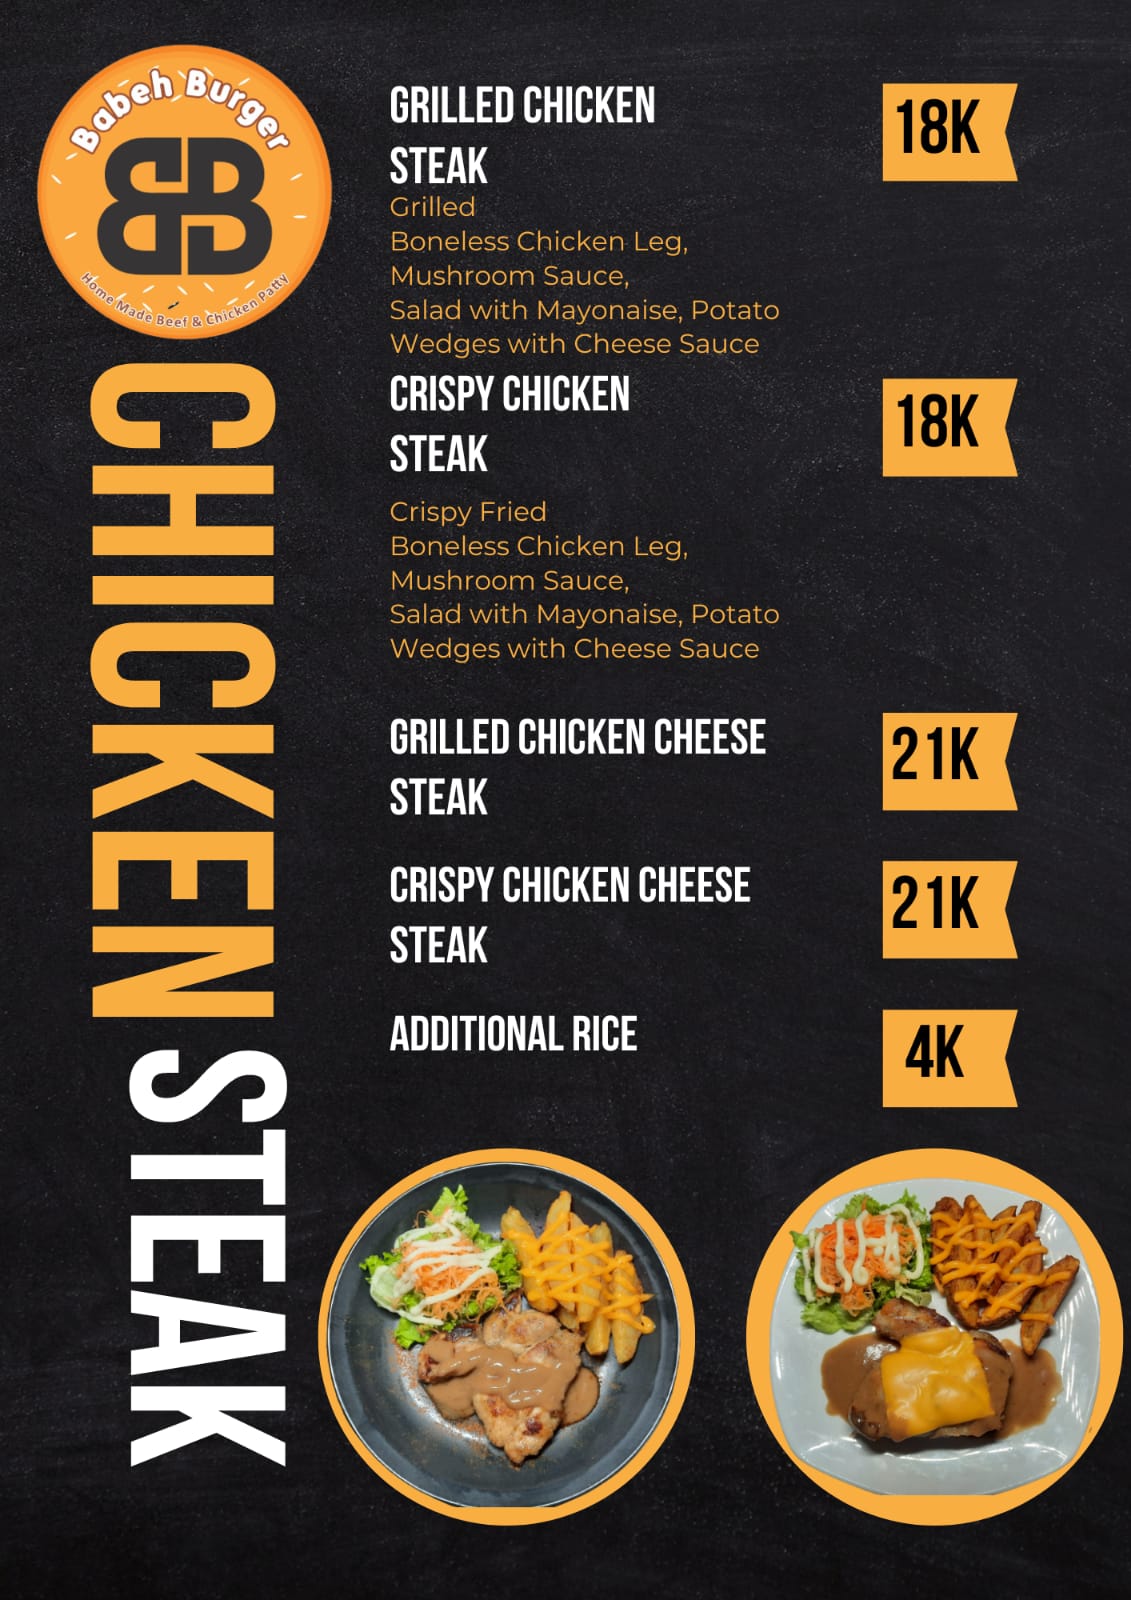 Babeh Burger
BB
Home Made Beef & Chicken Patty
CHICKEN STEAK
GRILLED CHICKEN
STEAK
18K
Grilled
Boneless Chicken Leg,
Mushroom Sauce,
Salad with Mayonaise, Potato
Wedges with Cheese Sauce
CRISPY CHICKEN
STEAK
18K
Crispy Fried
Boneless Chicken Leg,
Mushroom Sauce,
Salad with Mayonaise, Potato
Wedges with Cheese Sauce
GRILLED CHICKEN CHEESE
STEAK
21K
CRISPY CHICKEN CHEESE
STEAK
21K
ADDITIONAL RICE
4K